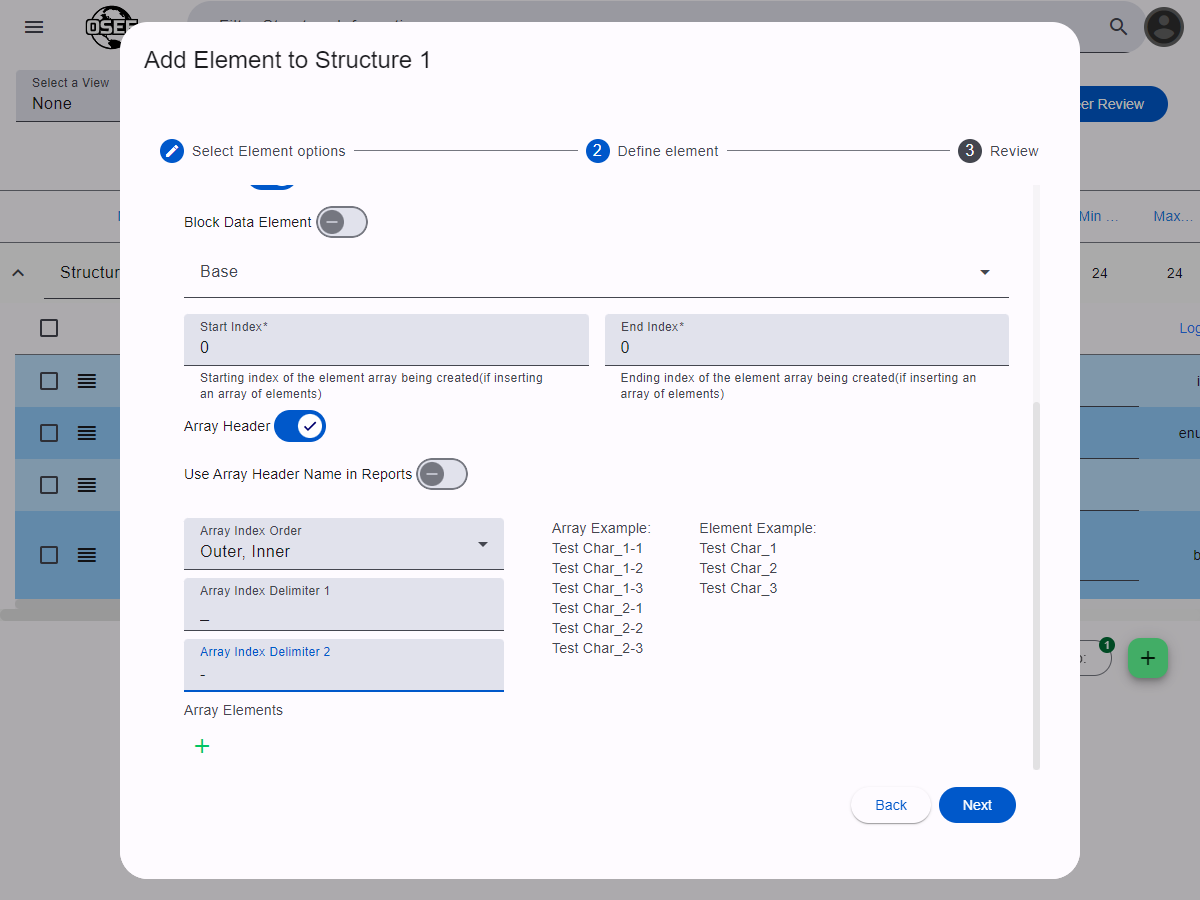 OSEE
Add Element to Structure 1
Select a View
None
er Review
Select Element options
2
Define element
3
Review
Block Data Element
Min ...
Max...
Base
24
24
Start Index*
0
End Index*
0
Starting index of the element array being created(if inserting
an array of elements)
Ending index of the element array being created(if inserting an
array of elements)
Array Header
Use Array Header Name in Reports
Array Index Order
Outer, Inner
Array Index Delimiter 1
_
Array Index Delimiter 2
-
Array Elements
+
Array Example:
Test Char_1-1
Test Char_1-2
Test Char_1-3
Test Char_2-1
Test Char_2-2
Test Char_2-3
Element Example:
Test Char_1
Test Char_2
Test Char_3
1
+
Back
Next